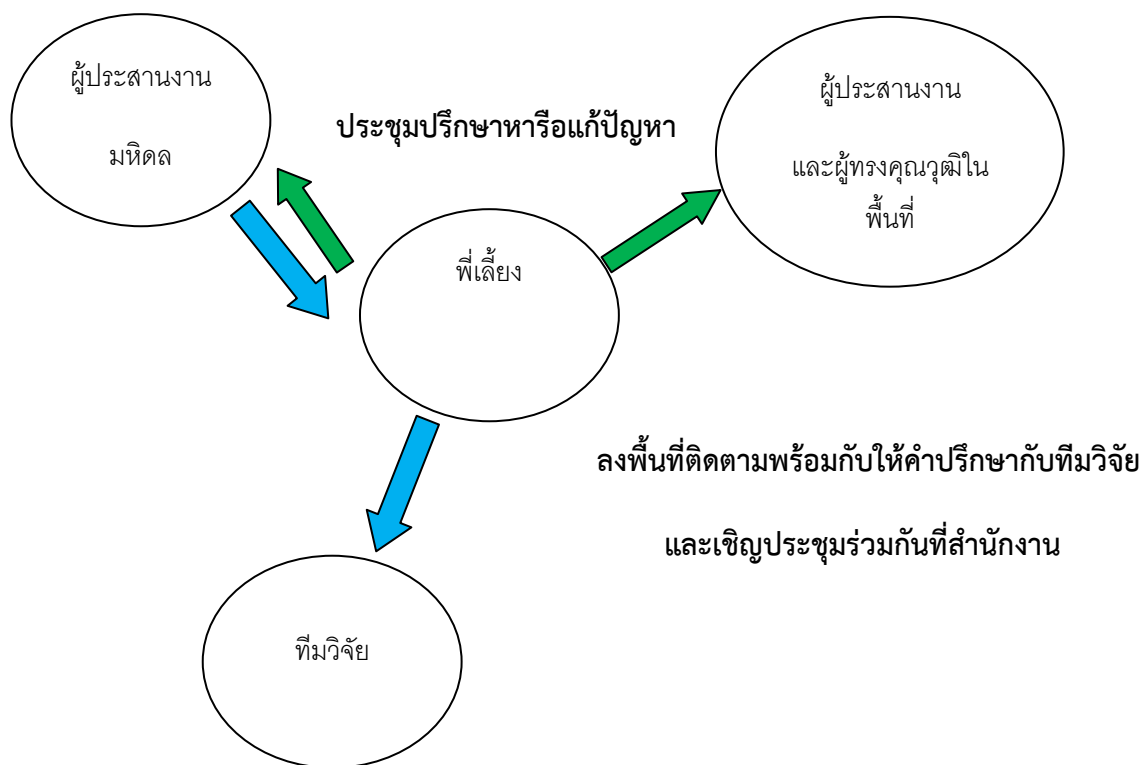 ผู้ประสานงาน
มหิดล
ประชุมปรึกษาหารือแก้ปัญหา
ผู้ประสานงาน
และผู้ทรงคุณวุฒิใน
พื้นที่
พี่เลี้ยง
ลงพื้นที่ติดตามพร้อมกับให้คำปรึกษากับทีมวิจัย
และเชิญประชุมร่วมกันที่สำนักงาน
ทีมวิจัย